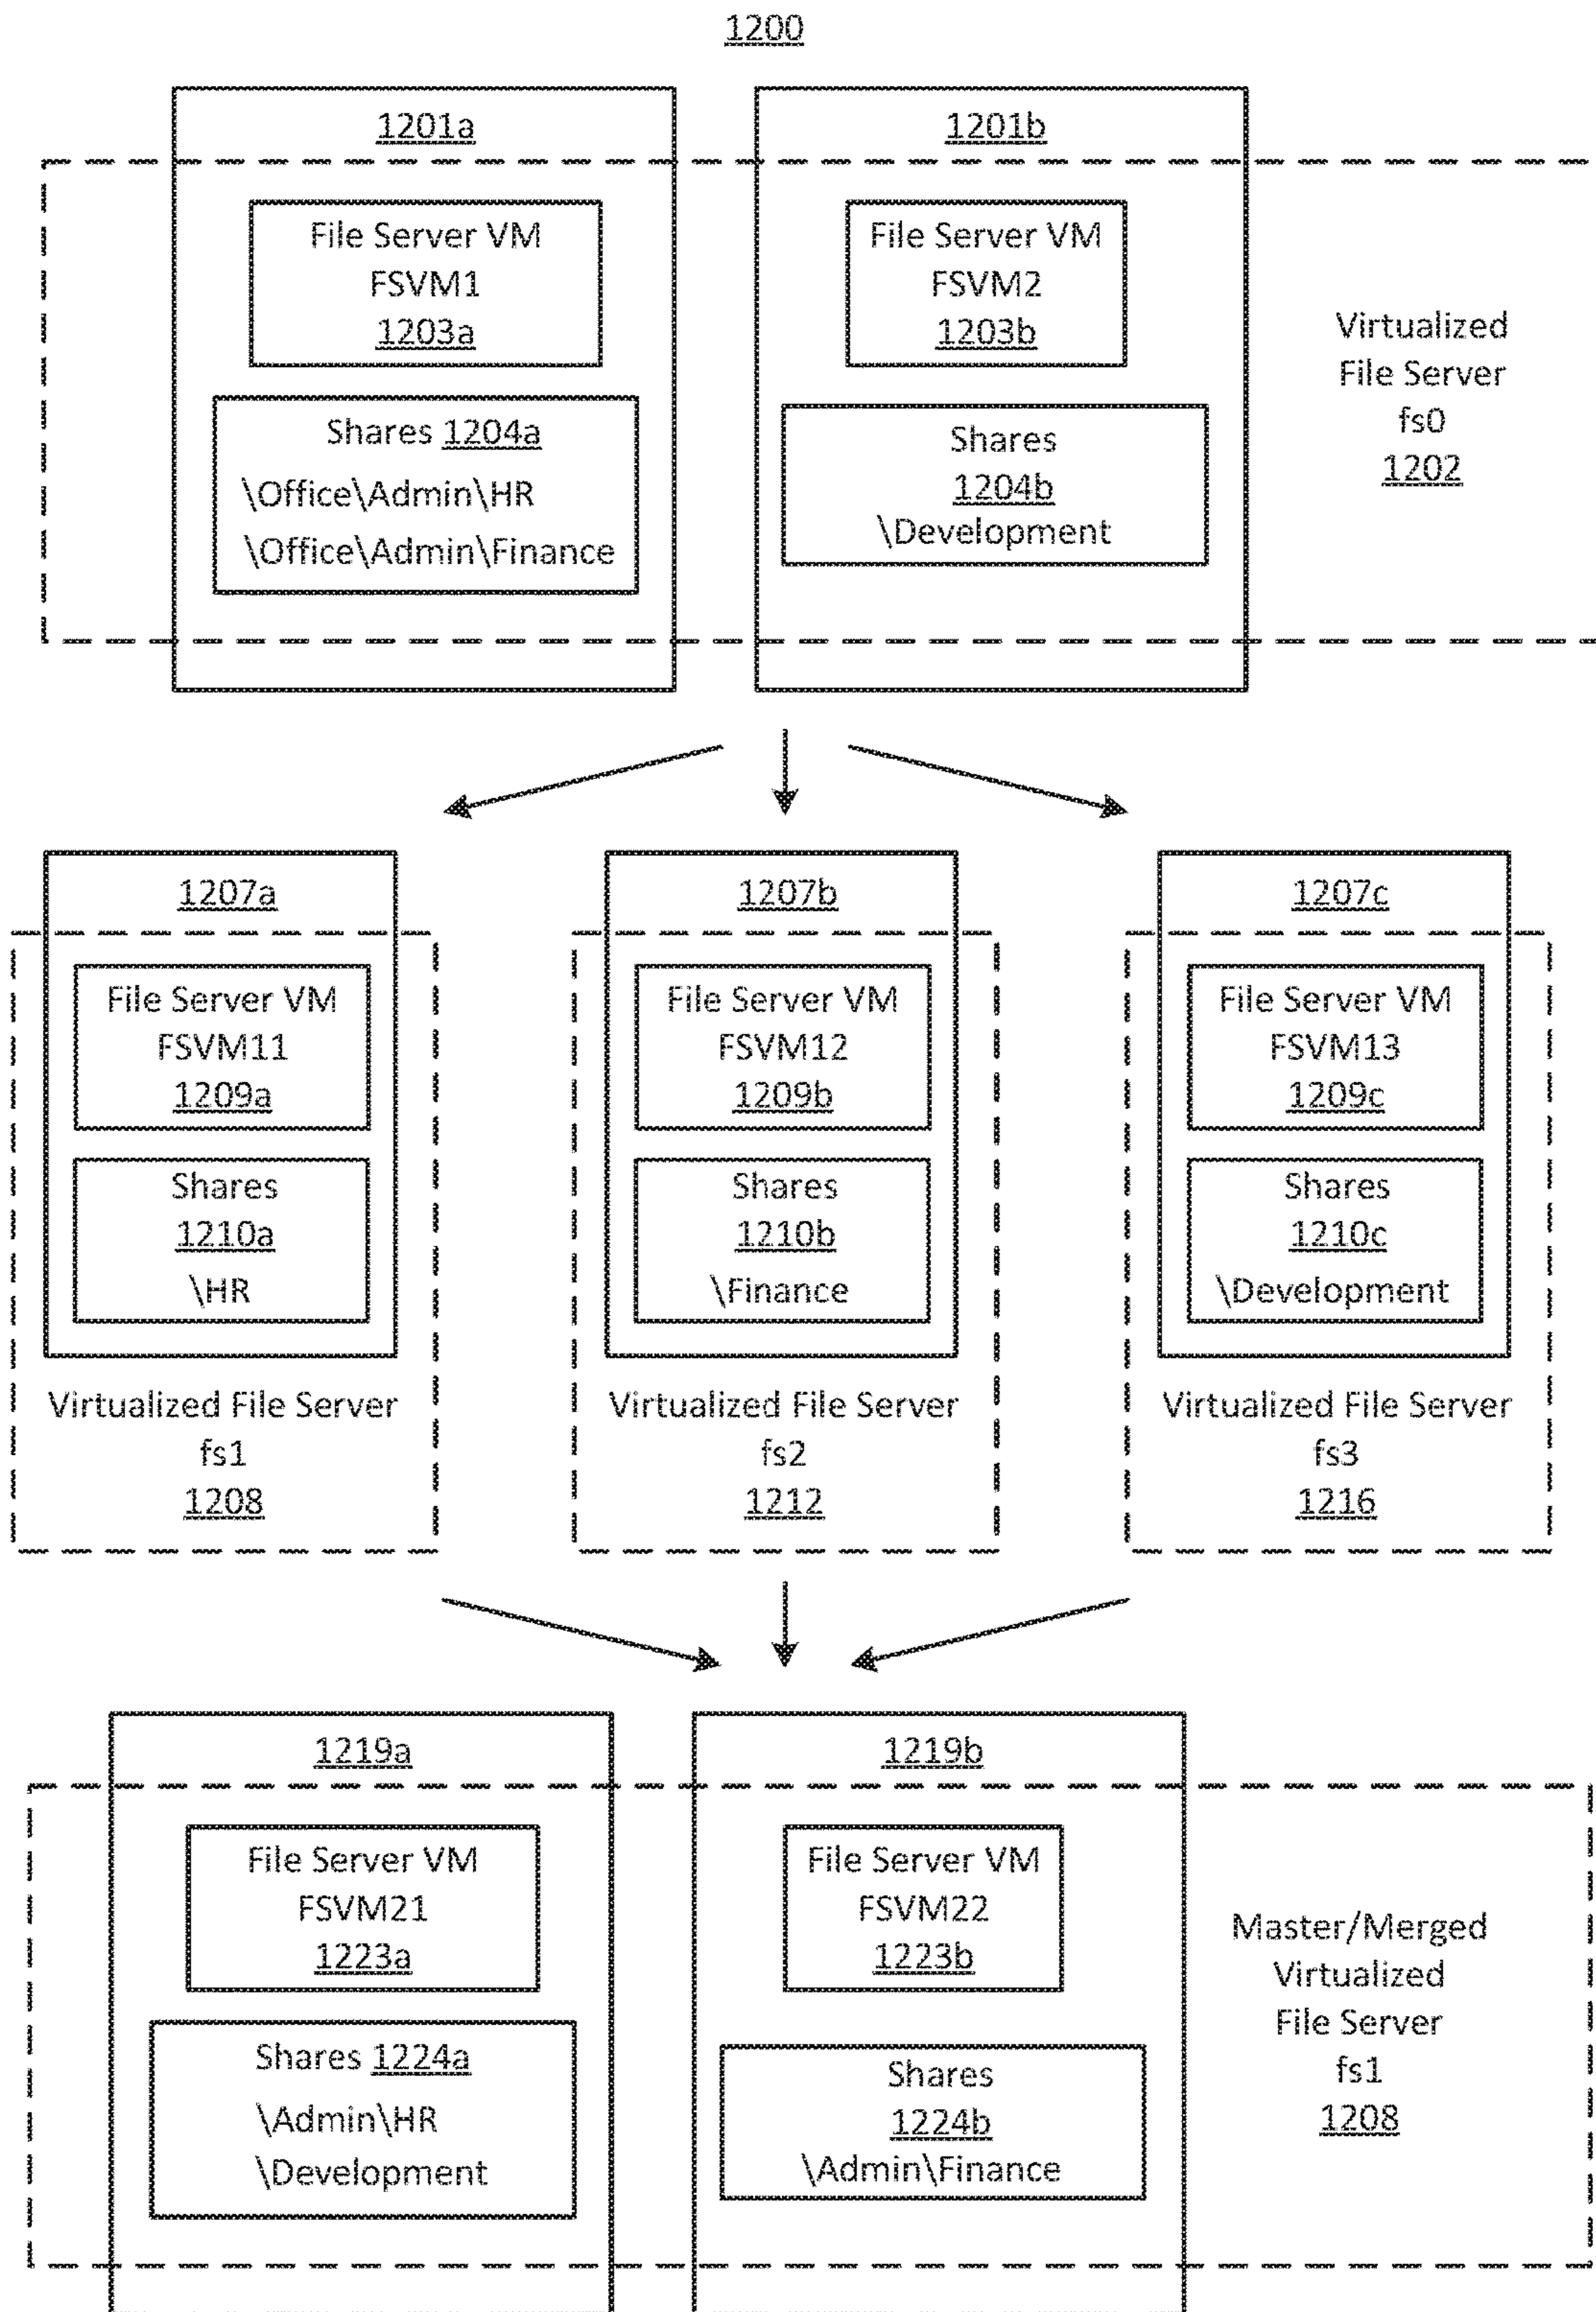 1200
1201a
1201b
File Server VM
FSVM1
1203a
Shares 1204a
\Office\Admin\HR
\Office\Admin\Finance
File Server VM
FSVM2
1203b
Shares
1204b
\Development
Virtualized
File Server
fs0
1202
1207a
File Server VM
FSVM11
1209a
Shares
1210a
\HR
Virtualized File Server
fs1
1208
1207b
File Server VM
FSVM12
1209b
Shares
1210b
\Finance
Virtualized File Server
fs2
1212
1207c
File Server VM
FSVM13
1209c
Shares
1210c
\Development
Virtualized File Server
fs3
1216
1219a
File Server VM
FSVM21
1223a
Shares 1224a
\Admin\HR
\Development
1219b
File Server VM
FSVM22
1223b
Shares
1224b
\Admin\Finance
Master/Merged
Virtualized
File Server
fs1
1208